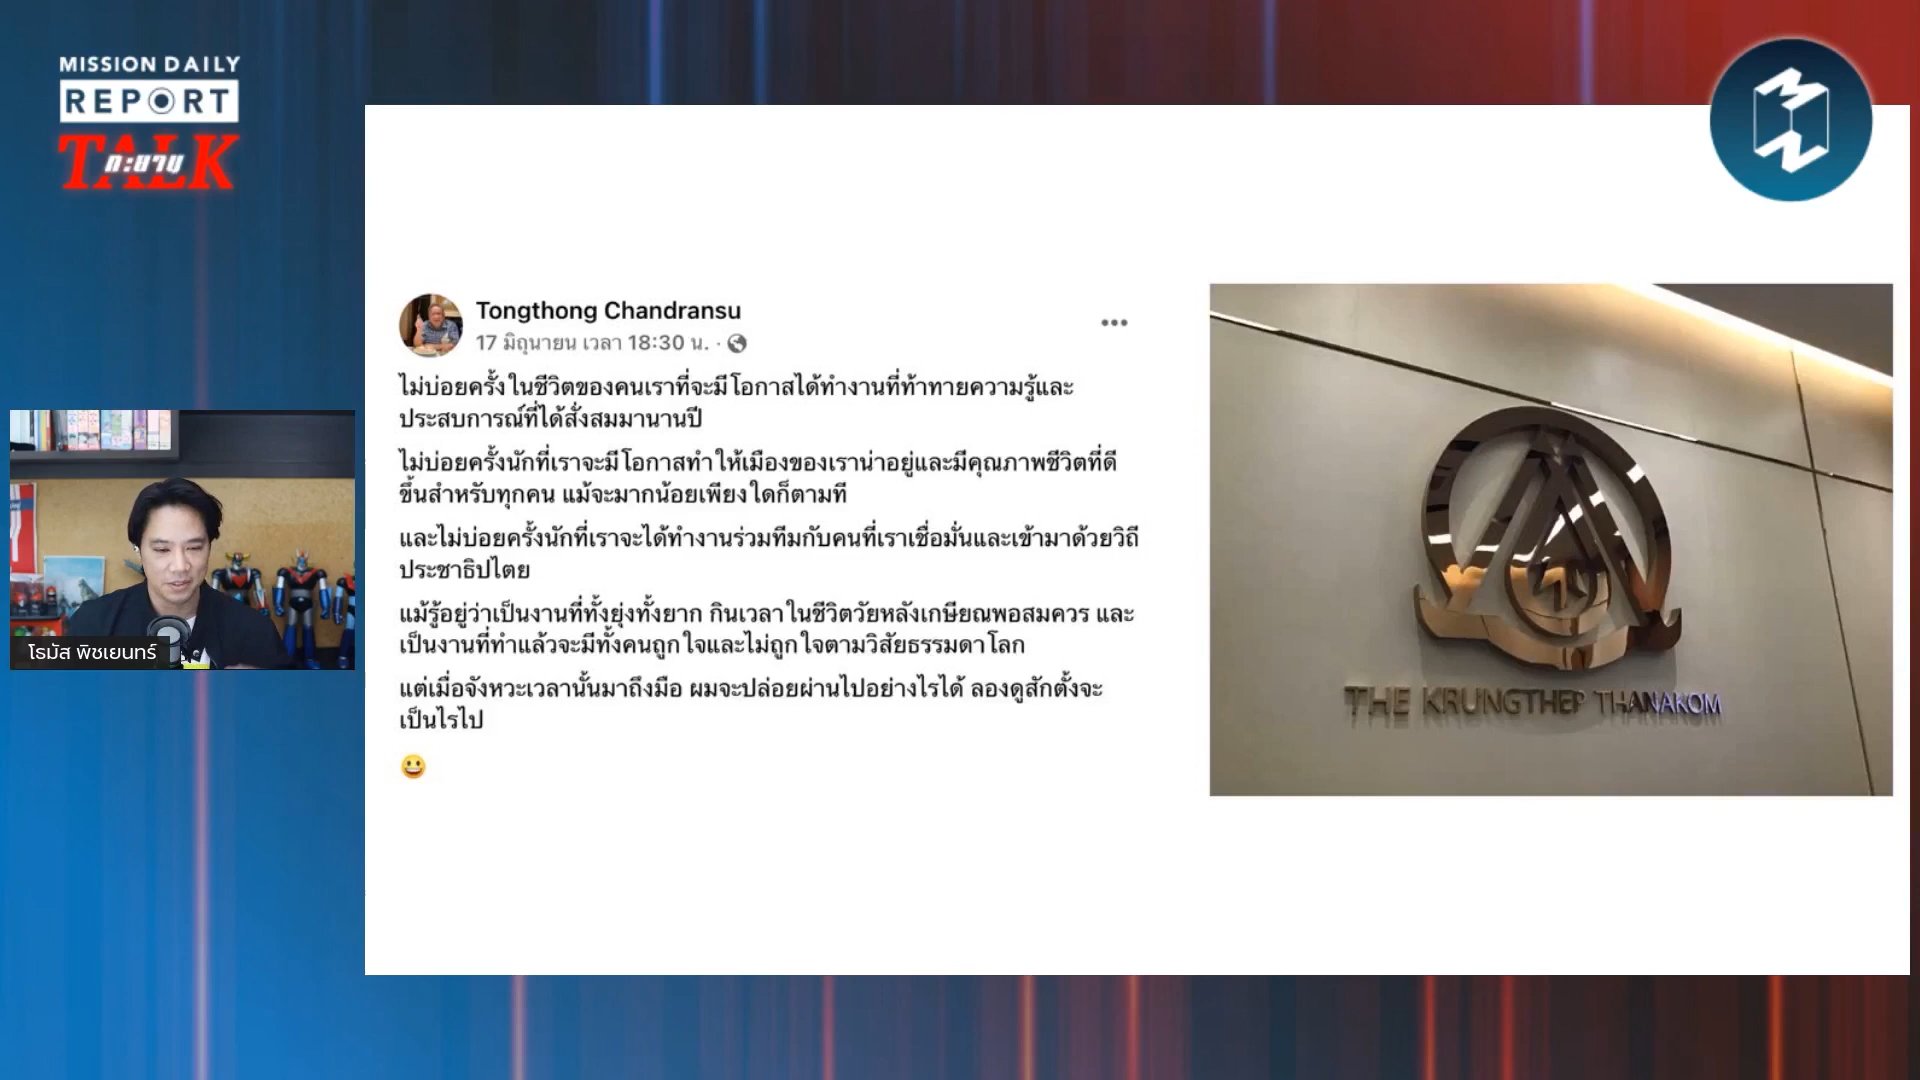 MISSION DAILY
REPORT
TALK
กะยาบ
Tongthong Chandransu
17 มิถุนายน เวลา 18:30 น. ·
ไม่บ่อยครั้งในชีวิตของคนเราที่จะมีโอกาสได้ทำงานที่ท้าทายความรู้และ
ประสบการณ์ที่ได้สั่งสมมานานปี
ไม่บ่อยครั้งนักที่เราจะมีโอกาสทำให้เมืองของเราน่าอยู่และมีคุณภาพชีวิตที่ดี
ขึ้นสำหรับทุกคน แม้จะมากน้อยเพียงใดก็ตามที
และไม่บ่อยครั้งนักที่เราจะได้ทำงานร่วมทีมกับคนที่เราเชื่อมั่นและเข้ามาด้วยวิถี
ประชาธิปไตย
แม้รู้อยู่ว่าเป็นงานที่ทั้งยุ่งทั้งยาก กินเวลาในชีวิตวัยหลังเกษียณพอสมควร และ
เป็นงานที่ทำแล้วจะมีทั้งคนถูกใจและไม่ถูกใจตามวิสัยธรรมดาโลก
แต่เมื่อจังหวะเวลานั้นมาถึงมือ ผมจะปล่อยผ่านไปอย่างไรได้ ลองดูสักตั้งจะ
เป็นไรไป
😀
THE KRUNGTHEP THANAKOM
โธมัส พิชเยนทร์